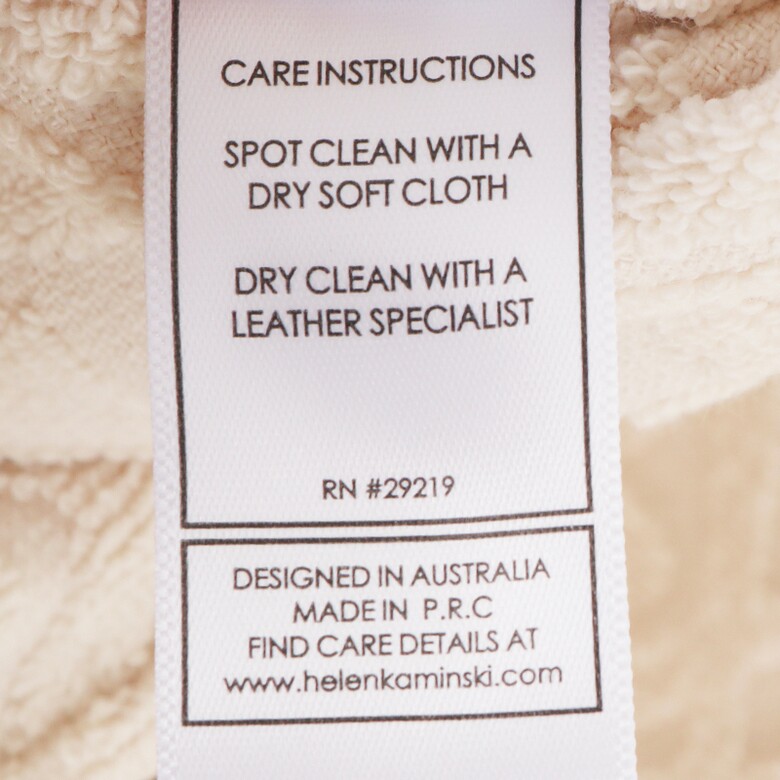 CARE INSTRUCTIONS
SPOT CLEAN WITH A
DRY SOFT CLOTH
DRY CLEAN WITH A
LEATHER SPECIALIST
RN #29219
DESIGNED IN AUSTRALIA
MADE IN P.R.C
FIND CARE DETAILS AT
www.helenkaminski.com